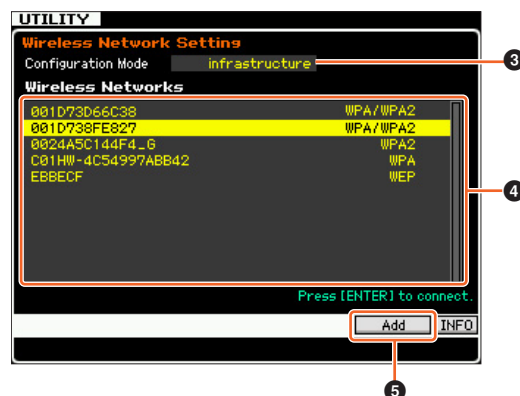 UTILITY
Wireless Network Setting
Configuration Mode infrastructure
3
Wireless Networks
001D73D66C38 WPA/WPA2
001D738FE827 WPA/WPA2
0024A5C144F4_G WPA2
C01HW-4C54997ABB42 WPA
EBBECF WEP
4
Press [ENTER] to connect.
Add INFO
5